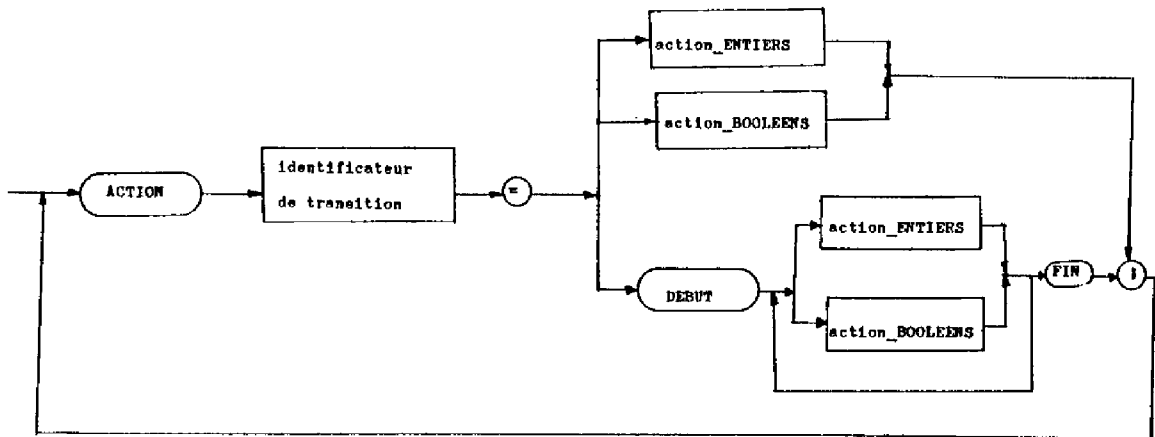 action_ENTIERS
action_BOOLEENS
ACTION
identificateur
de transition
=
action_ENTIERS
DEBUT
FIN
;
action_BOOLEENS